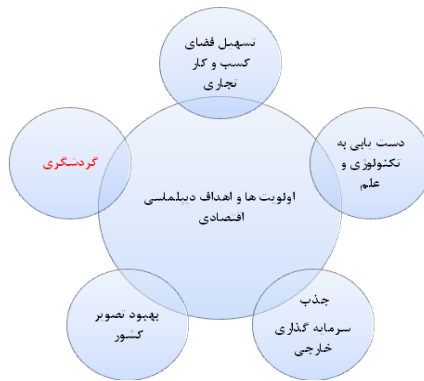 تسهیل فضای
کسب و کار
تجاری
دست یابی به
تکنولوژی و
علم
گردشگری
اولویت ها و اهداف دیپلماسی
اقتصادی
جذب
سرمایه گذاری
خارجی
بهبود تصویر
کشور